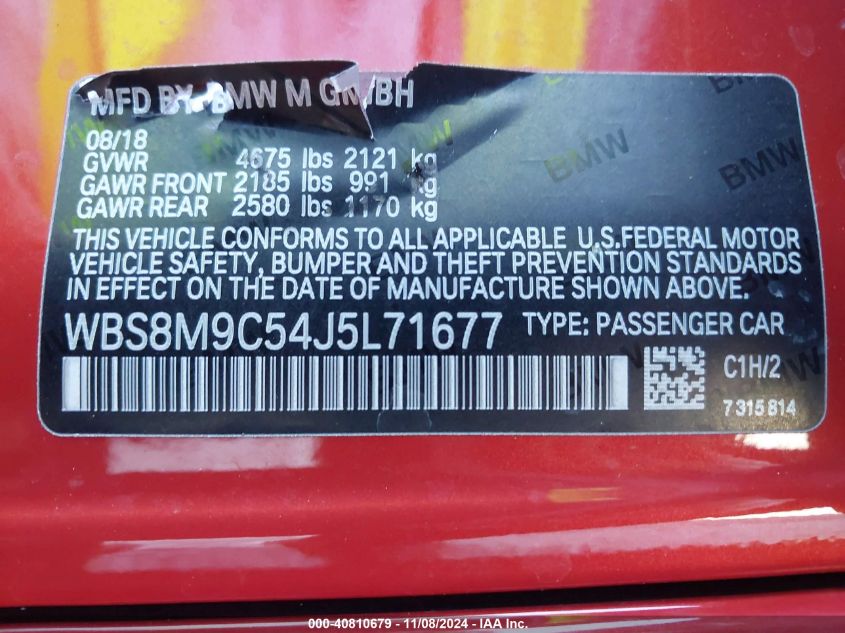 MFD BY BMW M GMBH
08/18
GVWR 4675 lbs 2121 kg
GAWR FRONT 2185 lbs 991 kg
GAWR REAR 2580 lbs 1170 kg
THIS VEHICLE CONFORMS TO ALL APPLICABLE U.S.FEDERAL MOTOR
VEHICLE SAFETY, BUMPER AND THEFT PREVENTION STANDARDS
IN EFFECT ON THE DATE OF MANUFACTURE SHOWN ABOVE.
WBS8M9C54J5L71677 TYPE: PASSENGER CAR
C1H/2
7315814
BMW
BMW
BMW
000-40810679 - 11/08/2024 - IAA Inc.